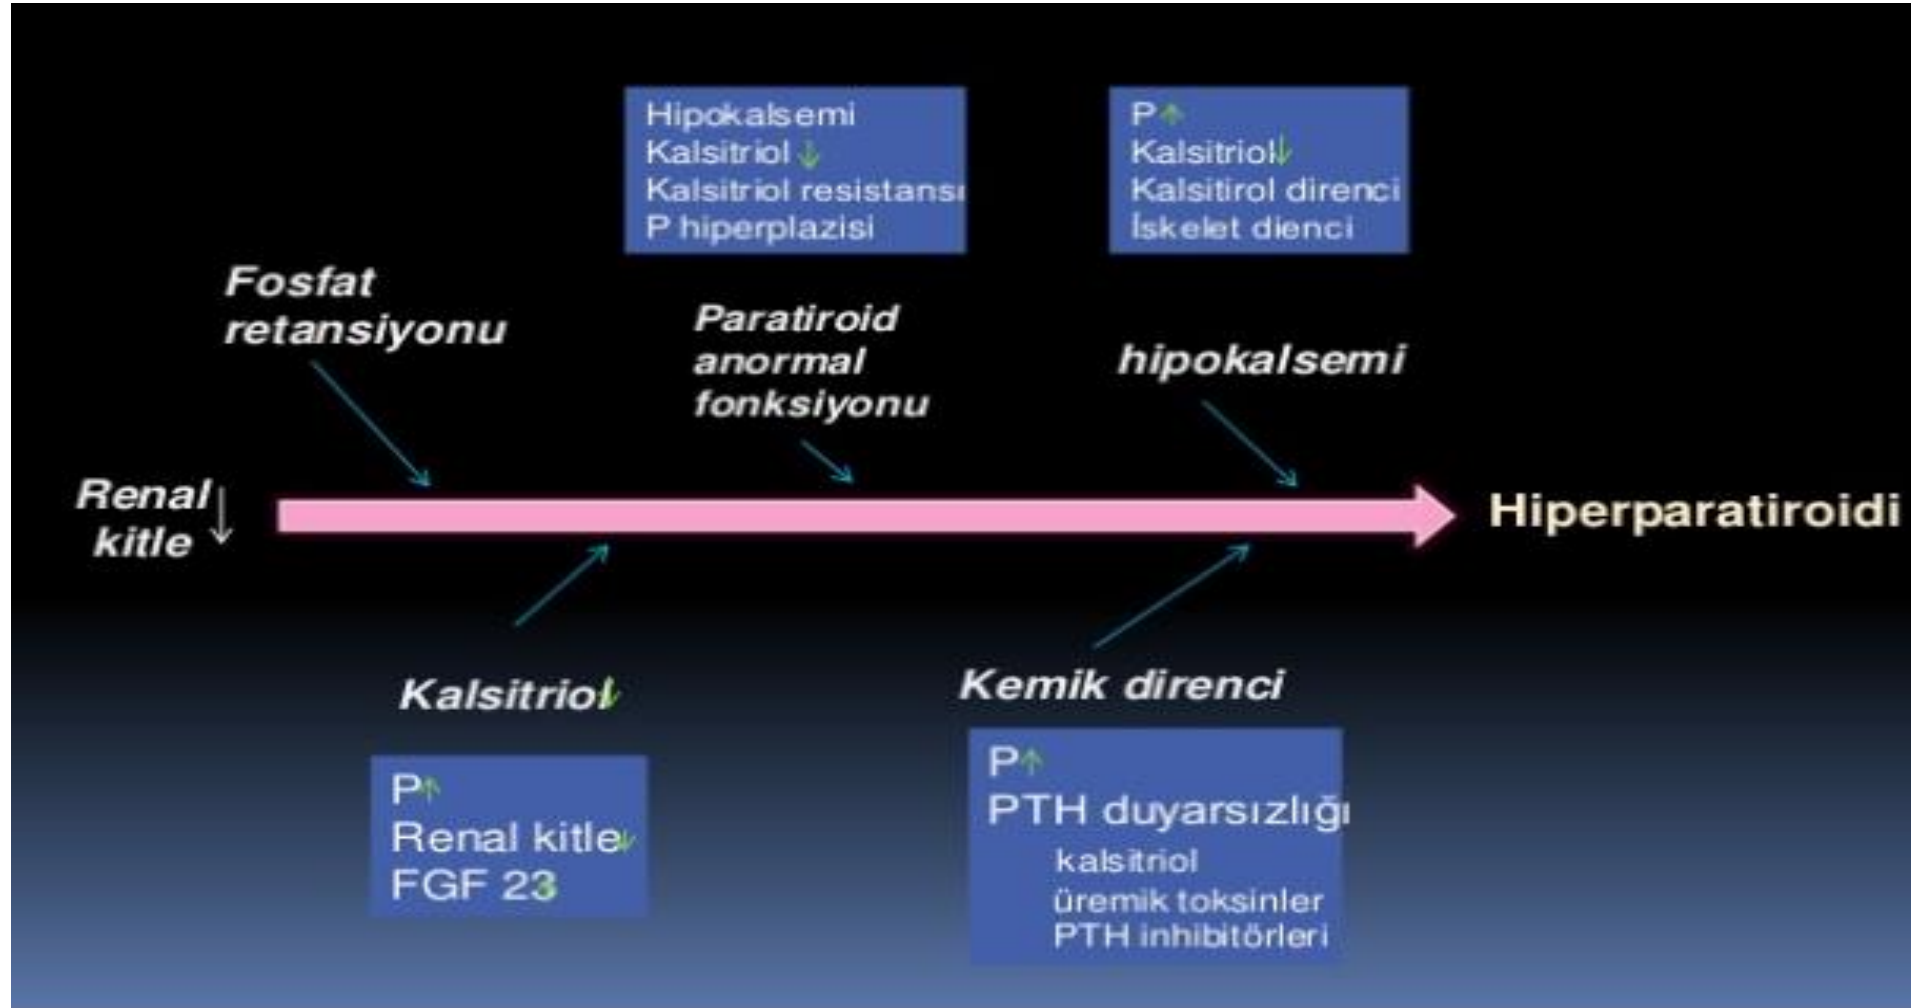 Hipokalsemi
Kalsitriol ↓
Kalsitriol resistansı
P hiperplazisi
P↑
Kalsitriol↓
Kalsitirol direnci
İskelet dienci
Fosfat
retansiyonu
Paratiroid
anormal
fonksiyonu
hipokalsemi
Renal ↓
kitle
Hiperparatiroidi
Kalsitriol↓
P↑
Renal kitle↓
FGF 23
Kemik direnci
P↑
PTH duyarsızlığı
kalsitriol
üremik toksinler
PTH inhibitörleri